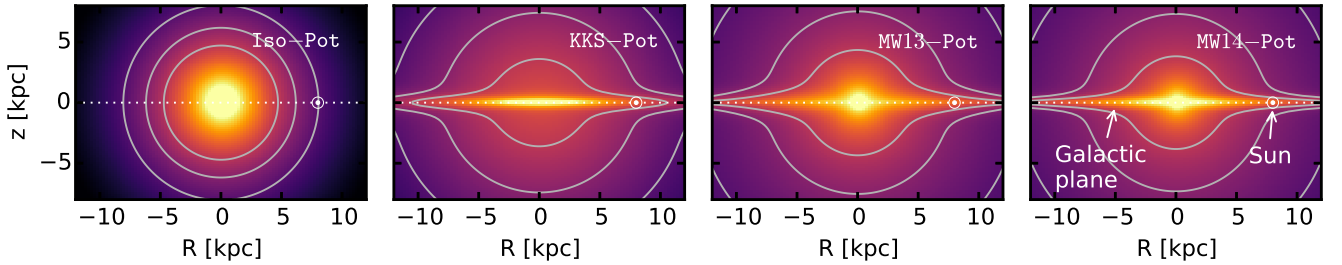 Iso−Pot
KKS−Pot
MW13−Pot
MW14−Pot
z [kpc]
5
0
−5
Galactic
plane
Sun
−10 −5 0 5 10
−10 −5 0 5 10
−10 −5 0 5 10
−10 −5 0 5 10
R [kpc]
R [kpc]
R [kpc]
R [kpc]